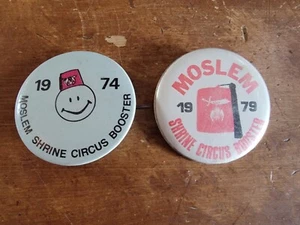 19 74
MOSLEM SHRINE CIRCUS BOOSTER
MOSLEM
19 79
SHRINE CIRCUS BOOSTER